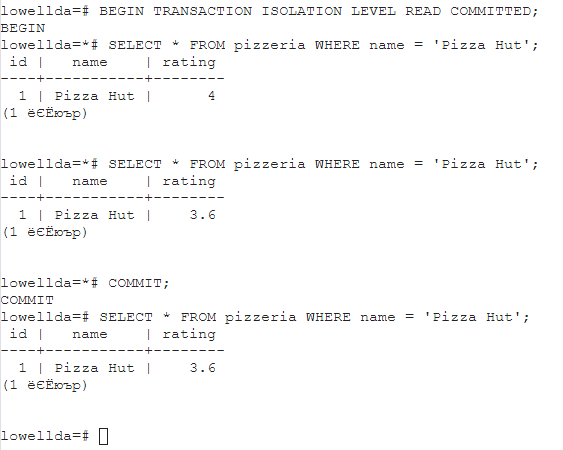 lowellda=# BEGIN TRANSACTION ISOLATION LEVEL READ COMMITTED;
BEGIN
lowellda=*# SELECT * FROM pizzeria WHERE name = 'Pizza Hut';
 id |   name    | rating
----+-----------+--------
  1 | Pizza Hut |      4
(1 ёЄЁюър)
lowellda=*# SELECT * FROM pizzeria WHERE name = 'Pizza Hut';
 id |   name    | rating
----+-----------+--------
  1 | Pizza Hut |    3.6
(1 ёЄЁюър)
lowellda=*# COMMIT;
COMMIT
lowellda=# SELECT * FROM pizzeria WHERE name = 'Pizza Hut';
 id |   name    | rating
----+-----------+--------
  1 | Pizza Hut |    3.6
(1 ёЄЁюър)
lowellda=#